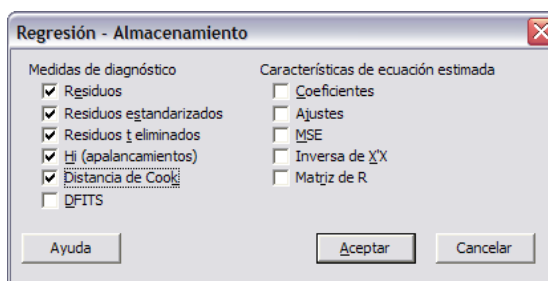 Regresión - Almacenamiento
Medidas de diagnóstico
Residuos
Residuos estandarizados
Residuos t eliminados
Hi (apalancamientos)
Distancia de Cook
DFITS
Características de ecuación estimada
Coeficientes
Ajustes
MSE
Inversa de X'X
Matriz de R
Ayuda
Aceptar
Cancelar